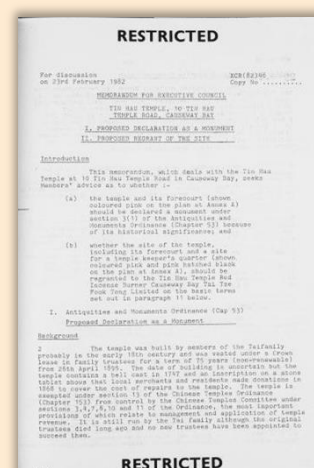 RESTRICTED
For discussion
on 23rd February 1982
Copy No ..........
MEMORANDUM FOR EXECUTIVE COUNCIL
TIN HAU TEMPLE, 10 TIN HAU
TEMPLE ROAD, CAUSEWAY BAY
I. PROPOSED DECLARATION AS A MONUMENT
II. PROPOSED REGRANT OF THE SITE
Introduction
This memorandum, which deals with the Tin Hau
Temple at 10 Tin Hau Temple Road in Causeway Bay, seeks
Members' advice as to whether :-
(a) the temple and its forecourt (shown
coloured pink on the plan at Annex A)
should be declared a monument under
section 3(1) of the Antiquities and
Monuments Ordinance (Chapter 53) because
of its historical significance; and
(b) whether the site of the temple,
including its forecourt and a site
for a temple keeper's quarter (shown
coloured pink and pink hatched black
on the plan at Annex A), should be
regranted to the Tin Hau Temple Red
Incense Burner Causeway Bay Tai Tze
Fook Tong Limited on the basic terms
set out in paragraph 11 below.
I. Antiquities and Monuments Ordinance (Cap 53)
Proposed Declaration as a Monument
Background
2 The temple was built by members of the Tai family
probably in the early 18th century and was vested under a Crown
lease in family trustees for a term of 75 years (non-renewable)
from 28th April 1895. The date of building is uncertain but the
temple contains a bell cast in 1747 and an inscription on a stone
tablet shows that local merchants and residents made donations in
1868 to cover the cost of repairs to the temple. The temple is
exempted under section 13 of the Chinese Temples Ordinance
(Chapter 153) from control by the Chinese Temples Committee under
sections 3,4,7,8,10 and 11 of the Ordinance, the most important
provisions of which relate to management and application of temple
revenue. It is still run by the Tai family although the original
trustees died long ago and no new trustees have been appointed to
succeed them.
RESTRICTED